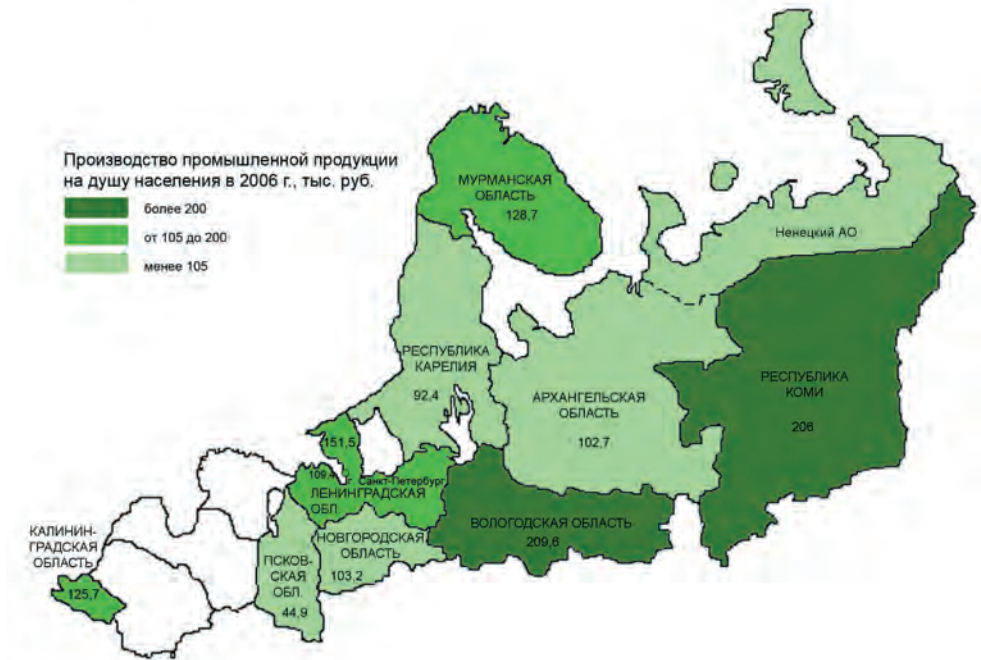 Производство промышленной продукции
на душу населения в 2006 г., тыс. руб.
более 200
от 105 до 200
менее 105
МУРМАНСКАЯ
ОБЛАСТЬ
128,7
Ненецкий АО
РЕСПУБЛИКА
КАРЕЛИЯ
92,4
АРХАНГЕЛЬСКАЯ
ОБЛАСТЬ
102,7
РЕСПУБЛИКА
КОМИ
206
151,5
109,4
г. Санкт-Петербург
ЛЕНИНГРАДСКАЯ
ОБЛ.
ВОЛОГОДСКАЯ ОБЛАСТЬ
209,6
НОВГОРОДСКАЯ
ОБЛАСТЬ
103,2
ПСКОВ-
СКАЯ
ОБЛ.
44,9
КАЛИНИН-
ГРАДСКАЯ
ОБЛАСТЬ
125,7